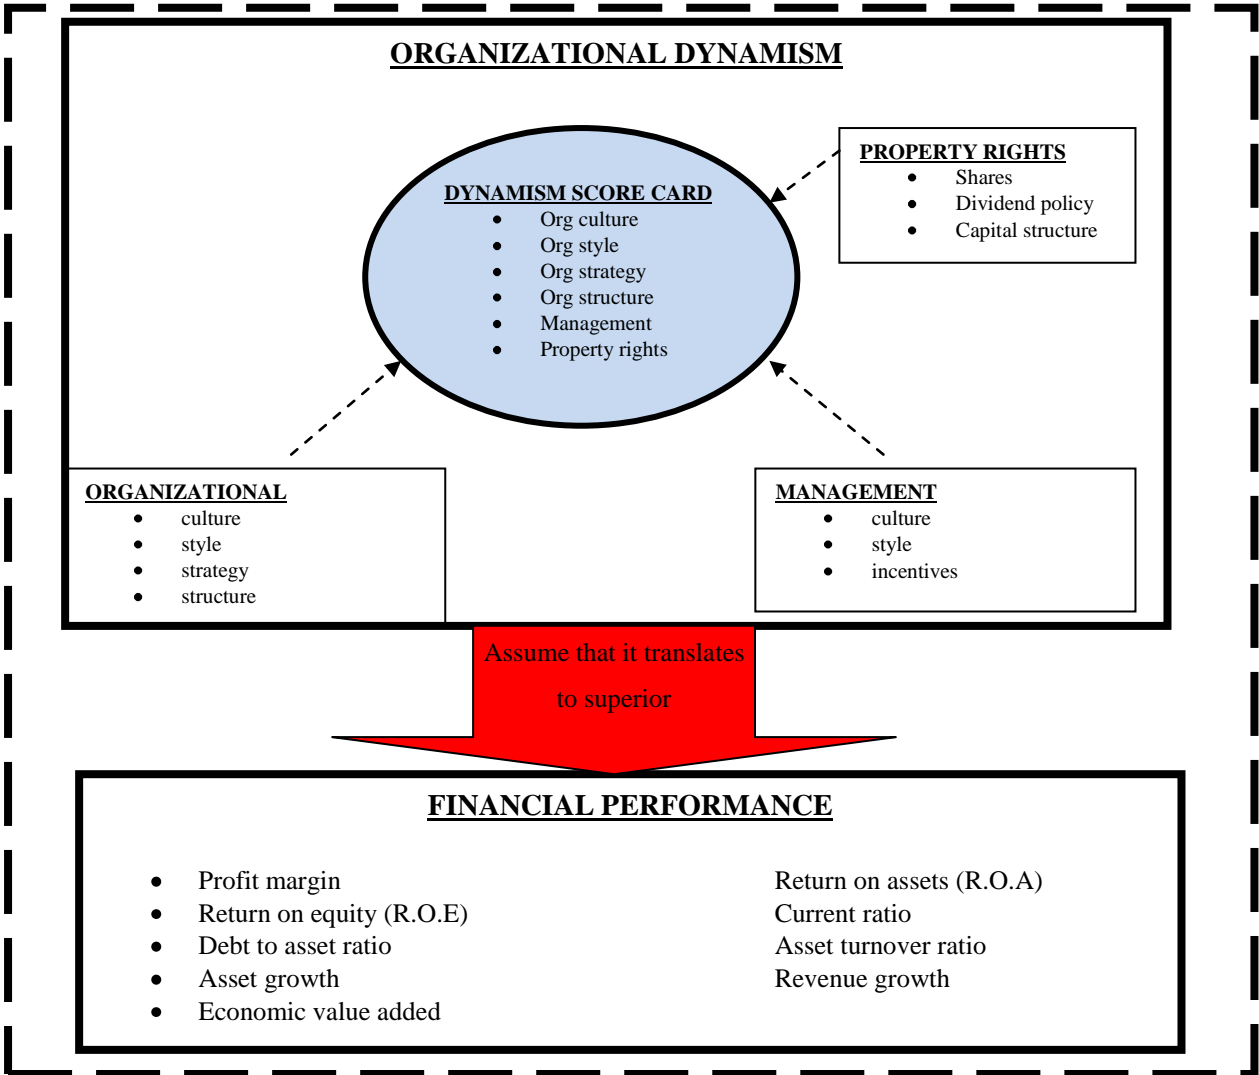 ORGANIZATIONAL DYNAMISM
PROPERTY RIGHTS
• Shares
• Dividend policy
• Capital structure
DYNAMISM SCORE CARD
• Org culture
• Org style
• Org strategy
• Org structure
• Management
• Property rights
ORGANIZATIONAL
• culture
• style
• strategy
• structure
MANAGEMENT
• culture
• style
• incentives
Assume that it translates
to superior
FINANCIAL PERFORMANCE
• Profit margin
• Return on equity (R.O.E)
• Debt to asset ratio
• Asset growth
• Economic value added
Return on assets (R.O.A)
Current ratio
Asset turnover ratio
Revenue growth